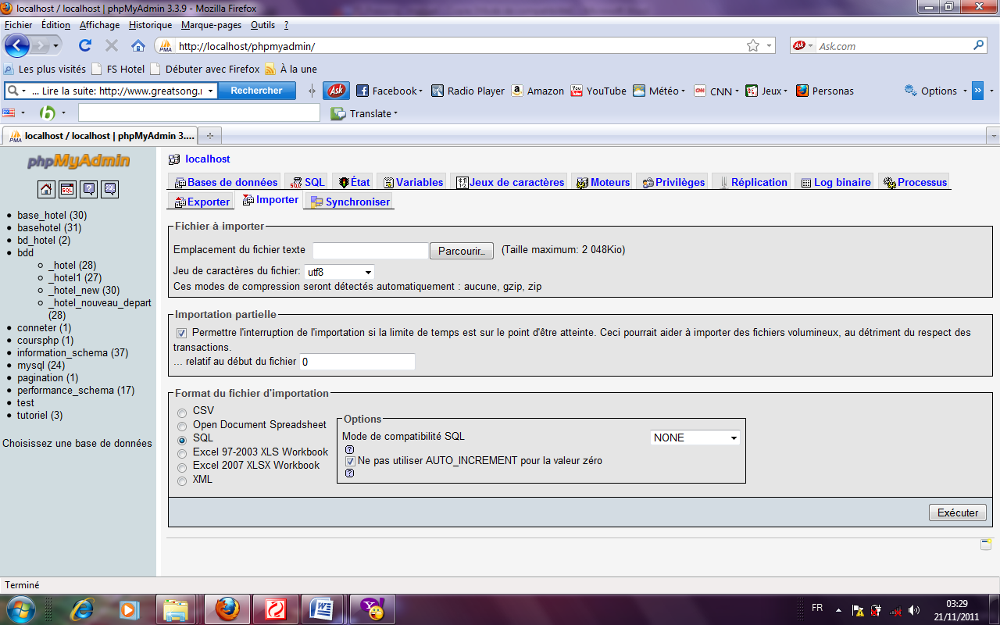 localhost / localhost | phpMyAdmin 3.3.9 - Mozilla Firefox
Fichier Édition Affichage Historique Marque-pages Outils ?
http://localhost/phpmyadmin/ Ask Ask.com
Les plus visités FS Hotel Débuter avec Firefox À la une
... Lire la suite: http://www.greatsong.r Rechercher Ask Facebook Radio Player Amazon YouTube Météo CNN Jeux Personas Options »
Translate
localhost / localhost | phpMyAdmin 3....
phpMyAdmin
SQL
base_hotel (30)
basehotel (31)
bd_hotel (2)
bdd
_hotel (28)
_hotel1 (27)
_hotel_new (30)
_hotel_nouveau_depart
(28)
conneter (1)
coursphp (1)
information_schema (37)
mysql (24)
pagination (1)
performance_schema (17)
test
tutoriel (3)
Choisissez une base de données
localhost
Bases de données SQL État Variables Jeux de caractères Moteurs Privilèges Réplication Log binaire Processus
Exporter Importer Synchroniser
Fichier à importer
Emplacement du fichier texte Parcourir... (Taille maximum: 2 048Kio)
Jeu de caractères du fichier: utf8
Ces modes de compression seront détectés automatiquement : aucune, gzip, zip
Importation partielle
Permettre l'interruption de l'importation si la limite de temps est sur le point d'être atteinte. Ceci pourrait aider à importer des fichiers volumineux, au détriment du respect des
transactions.
... relatif au début du fichier 0
Format du fichier d'importation
CSV
Open Document Spreadsheet
SQL
Excel 97-2003 XLS Workbook
Excel 2007 XLSX Workbook
XML
Options
Mode de compatibilité SQL NONE
Ne pas utiliser AUTO_INCREMENT pour la valeur zéro
Exécuter
Terminé
FR 03:29
21/11/2011